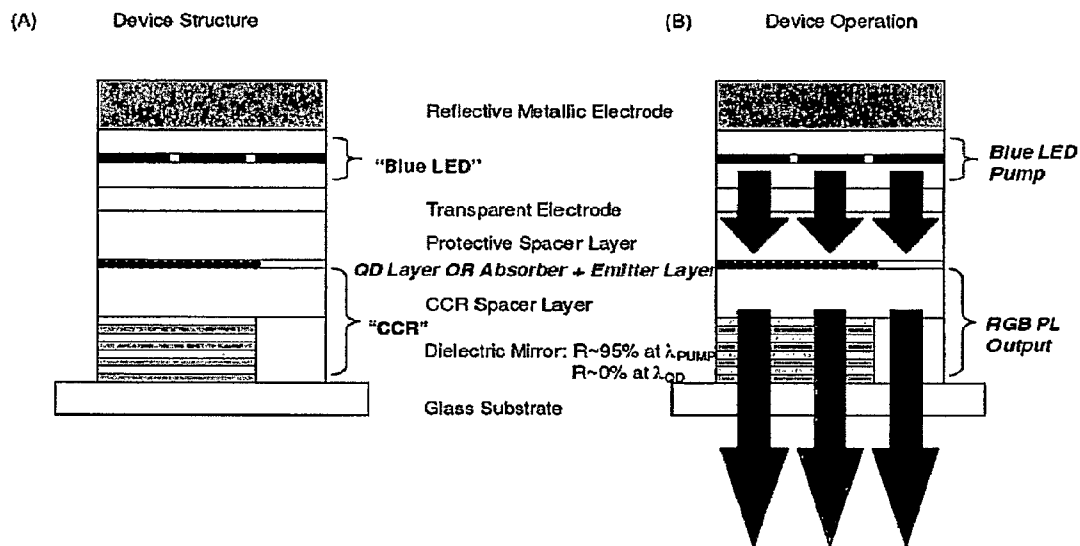 (A) Device Structure
(B) Device Operation
Reflective Metallic Electrode
"Blue LED"
Transparent Electrode
Protective Spacer Layer
QD Layer OR Absorber + Emitter Layer
CCR Spacer Layer
"CCR"
Dielectric Mirror: R~95% at λPUMP
R~0% at λQD
Glass Substrate
Blue LED
Pump
RGB PL
Output